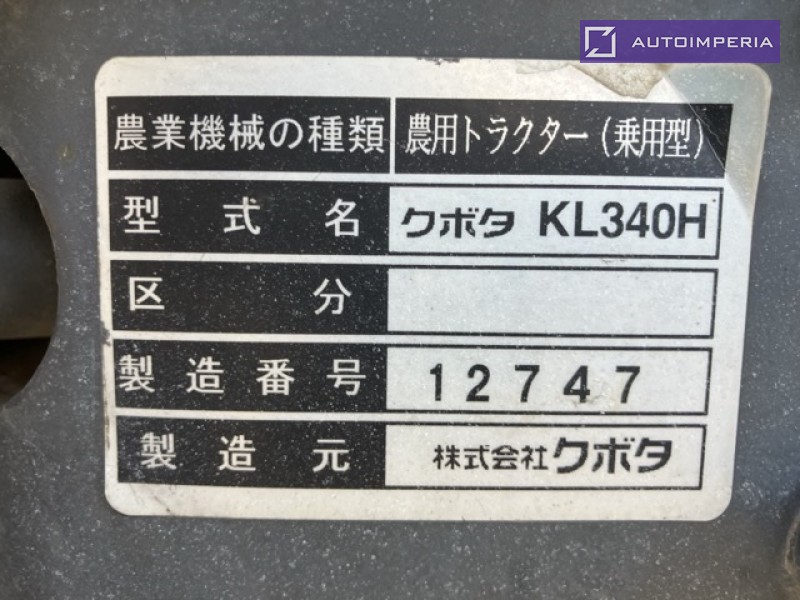 AUTOIMPERIA
農業機械の種類 農用トラクター(乗用型)
型式名 クボタ KL340H
区分
製造番号 12747
製造元 株式会社クボタ